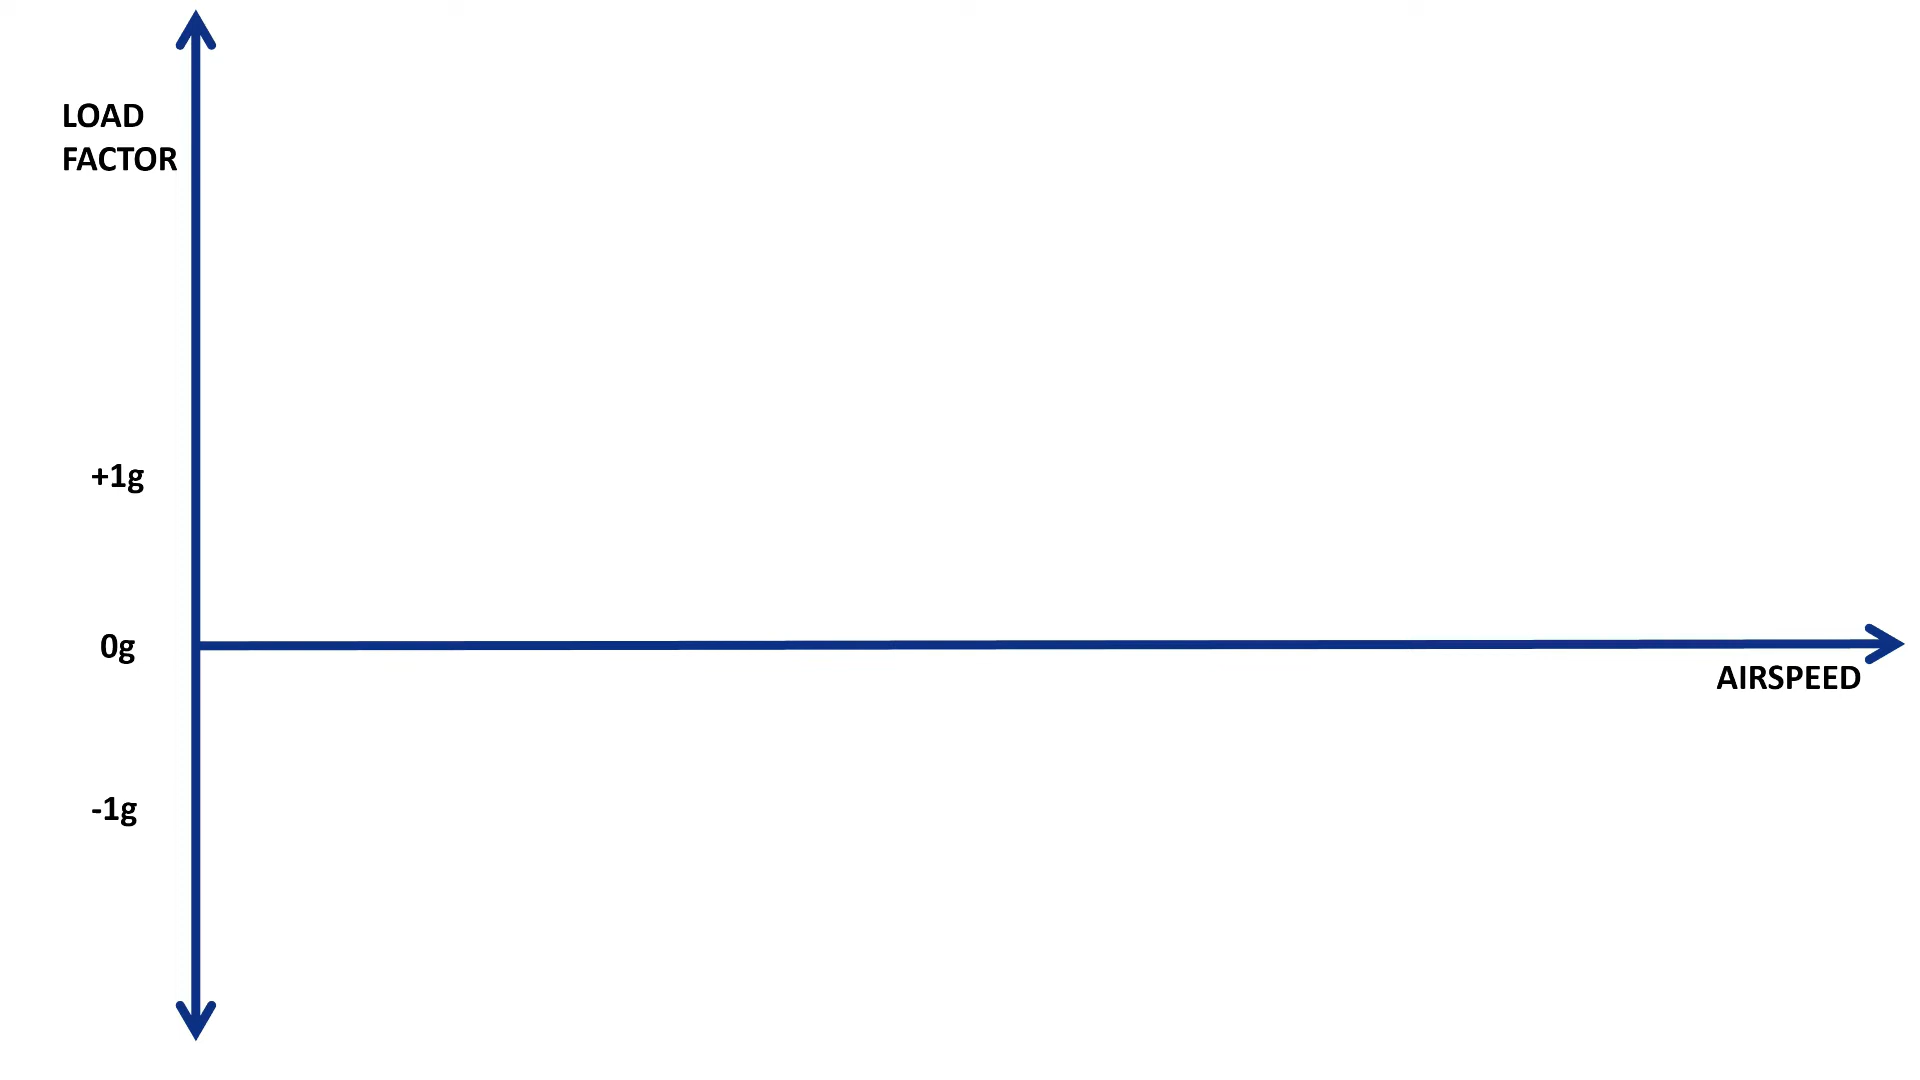 LOAD
FACTOR
+1g
0g
AIRSPEED
-1g